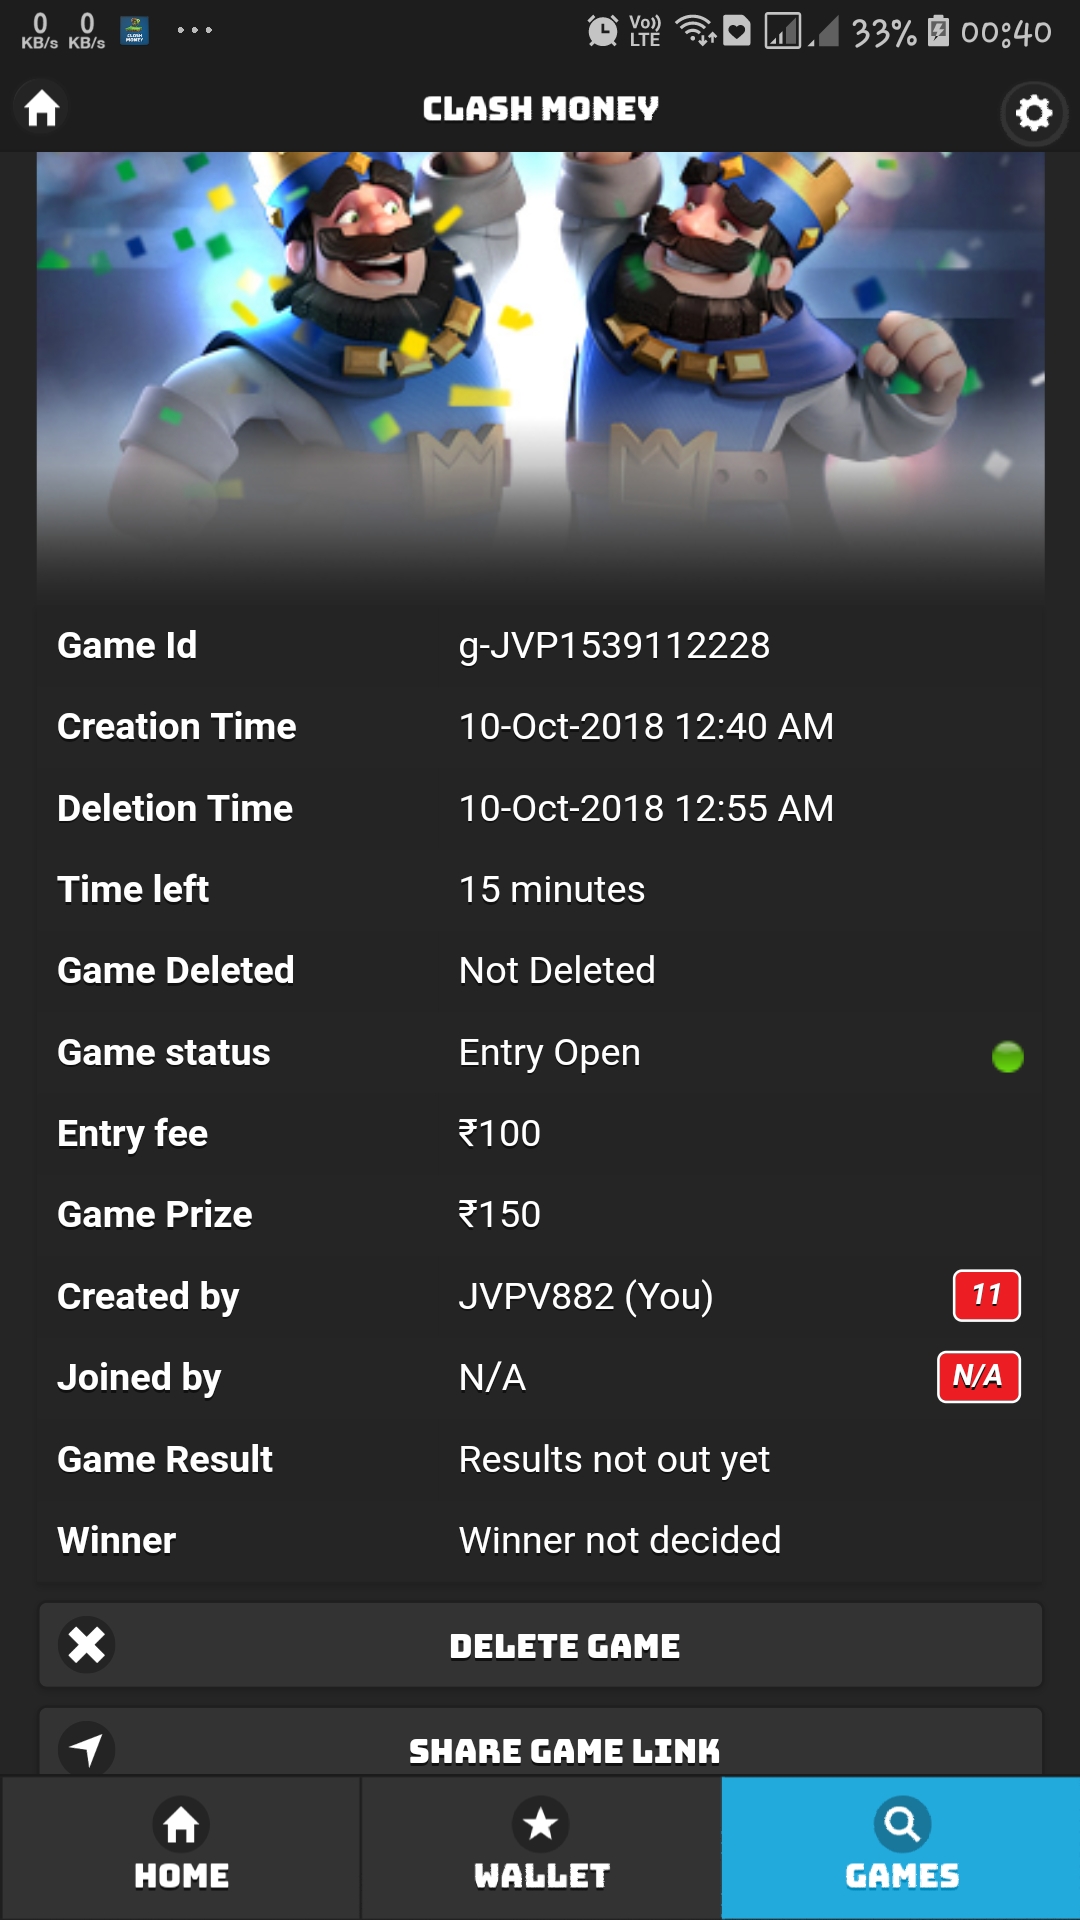 0 KB/s 0 KB/s Vo)) LTE 33% 00:40
CLASH MONEY
Game Id g-JVP1539112228
Creation Time 10-Oct-2018 12:40 AM
Deletion Time 10-Oct-2018 12:55 AM
Time left 15 minutes
Game Deleted Not Deleted
Game status Entry Open
Entry fee ₹100
Game Prize ₹150
Created by JVPV882 (You) 11
Joined by N/A N/A
Game Result Results not out yet
Winner Winner not decided
DELETE GAME
SHARE GAME LINK
HOME WALLET GAMES